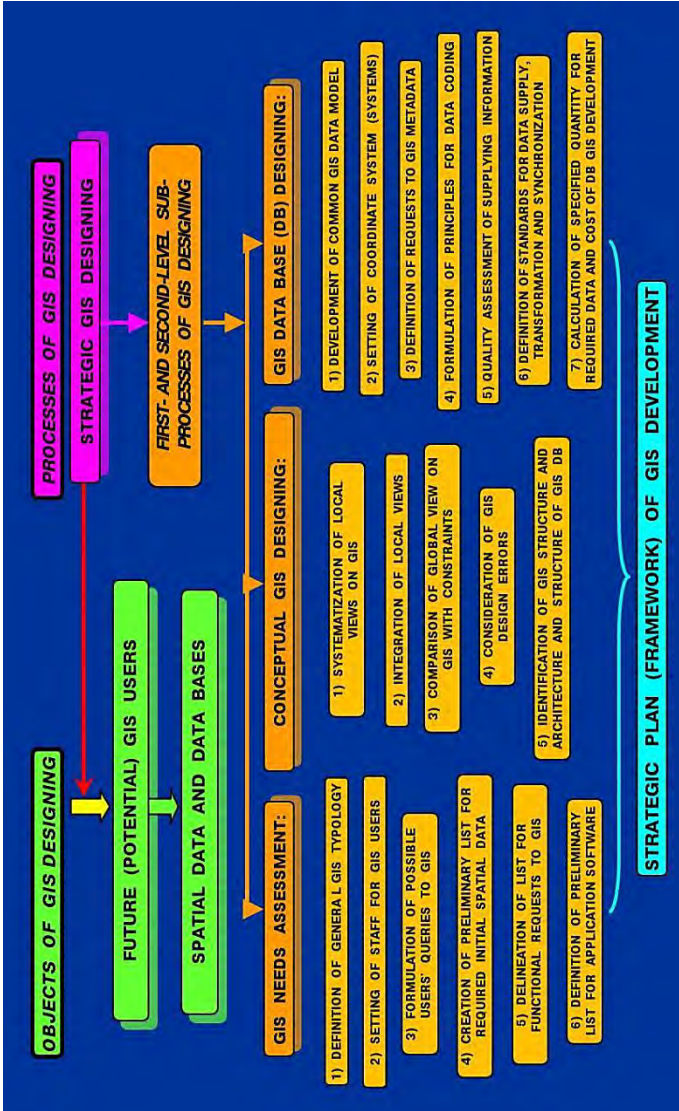 OBJECTS OF GIS DESIGNING
PROCESSES OF GIS DESIGNING
STRATEGIC GIS DESIGNING
FUTURE (POTENTIAL) GIS USERS
SPATIAL DATA AND DATA BASES
FIRST- AND SECOND-LEVEL SUB-
PROCESSES OF GIS DESIGNING
GIS NEEDS ASSESSMENT:
1) DEFINITION OF GENERAL GIS TYPOLOGY
2) SETTING OF STAFF FOR GIS USERS
3) FORMULATION OF POSSIBLE
USERS' QUERIES TO GIS
4) CREATION OF PRELIMINARY LIST FOR
REQUIRED INITIAL SPATIAL DATA
5) DELINEATION OF LIST FOR
FUNCTIONAL REQUESTS TO GIS
6) DEFINITION OF PRELIMINARY
LIST FOR APPLICATION SOFTWARE
CONCEPTUAL GIS DESIGNING:
1) SYSTEMATIZATION OF LOCAL
VIEWS ON GIS
2) INTEGRATION OF LOCAL VIEWS
3) COMPARISON OF GLOBAL VIEW ON
GIS WITH CONSTRAINTS
4) CONSIDERATION OF GIS
DESIGN ERRORS
5) IDENTIFICATION OF GIS STRUCTURE AND
ARCHITECTURE AND STRUCTURE OF GIS DB
GIS DATA BASE (DB) DESIGNING:
1) DEVELOPMENT OF COMMON GIS DATA MODEL
2) SETTING OF COORDINATE SYSTEM (SYSTEMS)
3) DEFINITION OF REQUESTS TO GIS METADATA
4) FORMULATION OF PRINCIPLES FOR DATA CODING
5) QUALITY ASSESSMENT OF SUPPLYING INFORMATION
6) DEFINITION OF STANDARDS FOR DATA SUPPLY,
TRANSFORMATION AND SYNCHRONIZATION
7) CALCULATION OF SPECIFIED QUANTITY FOR
REQUIRED DATA AND COST OF DB GIS DEVELOPMENT
STRATEGIC PLAN (FRAMEWORK) OF GIS DEVELOPMENT